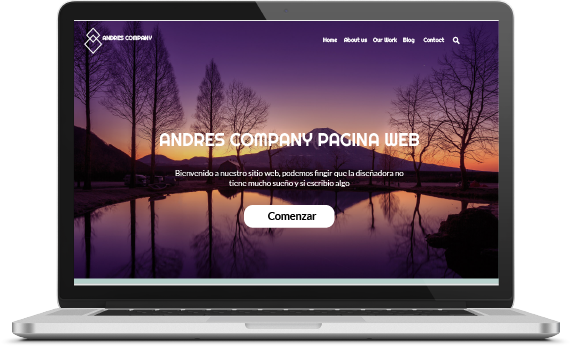 ANDRES COMPANY
Home About us Our Work Blog Contact
ANDRES COMPANY PAGINA WEB
Bienvenido a nuestro sitio web, podemos fingir que la diseñadora no
tiene mucho sueño y si escribio algo
Comenzar